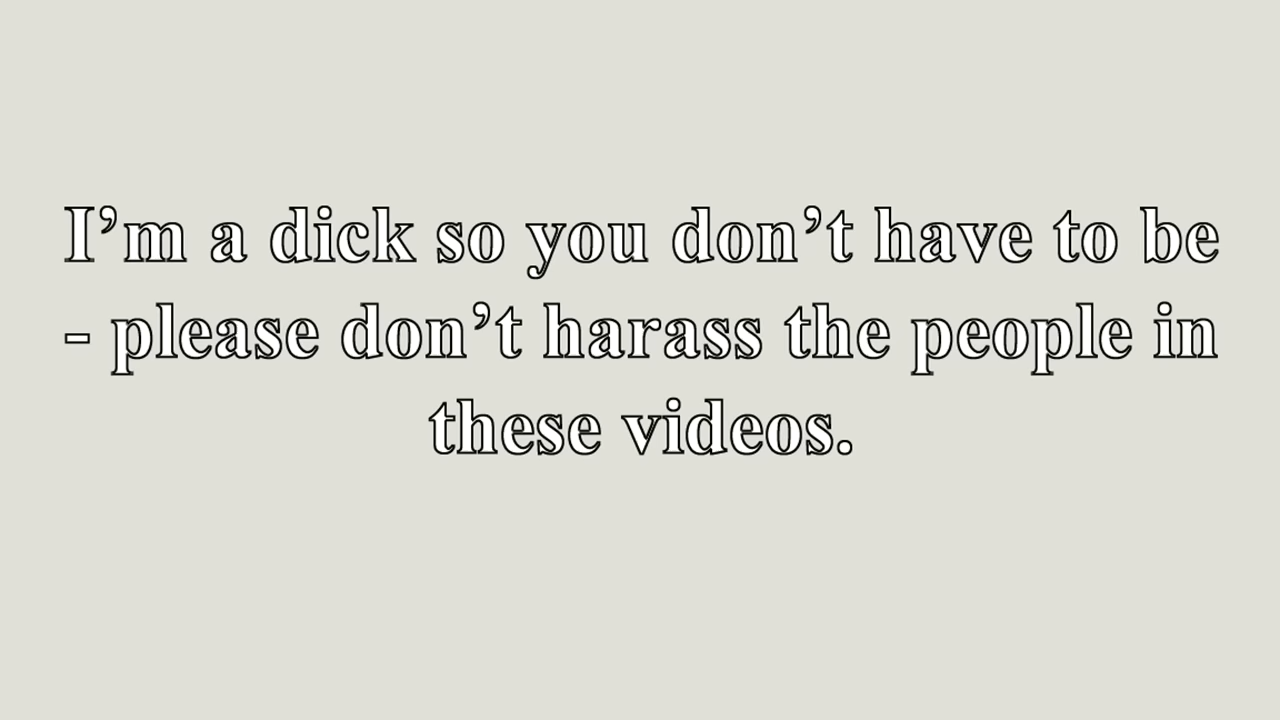 I’m a dick so you don’t have to be
- please don’t harass the people in
these videos.